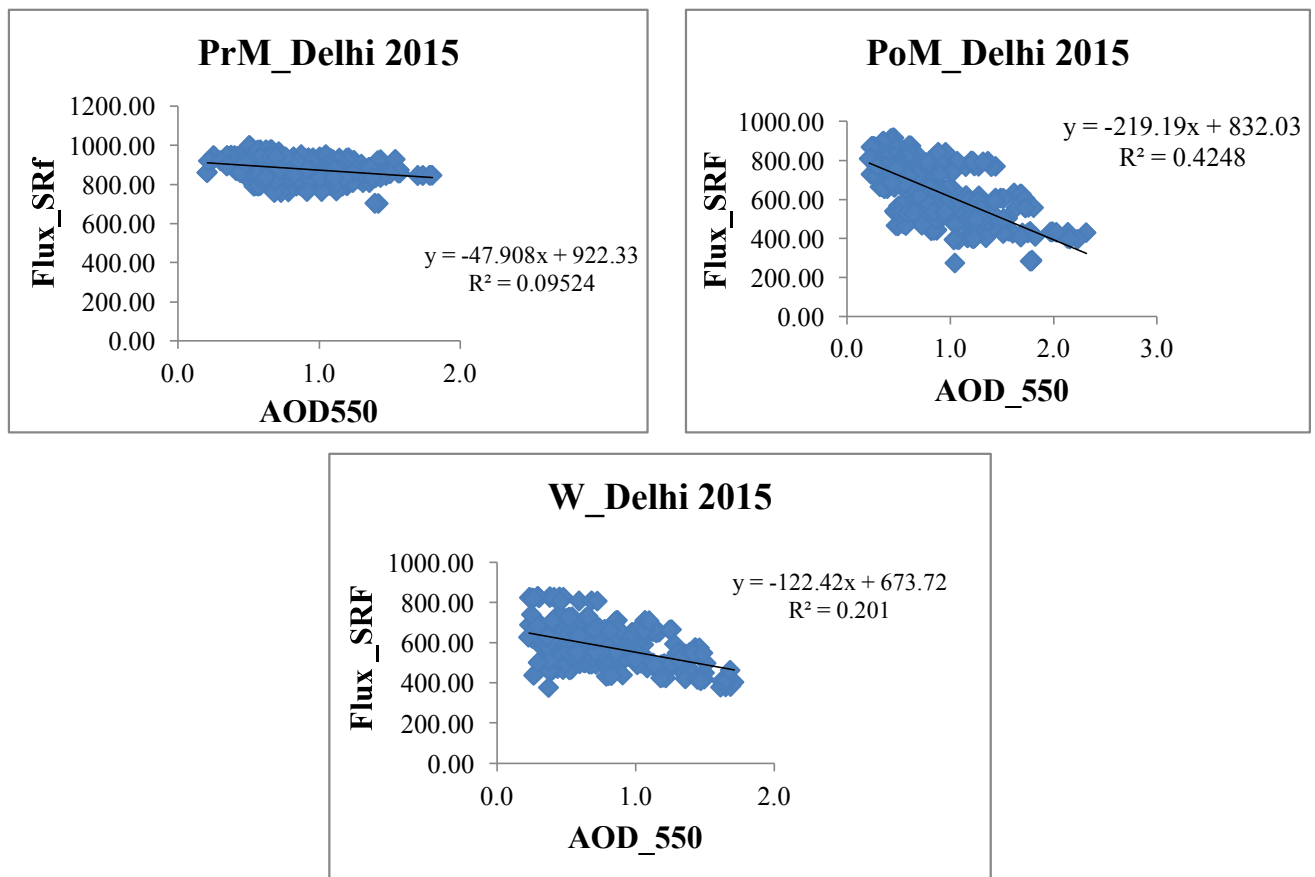 PrM_Delhi 2015
Flux_SRf
1200.00
1000.00
800.00
600.00
400.00
200.00
0.00
y = -47.908x + 922.33
R² = 0.09524
0.0 1.0 2.0
AOD550
PoM_Delhi 2015
Flux_SRF
1000.00
800.00
600.00
400.00
200.00
0.00
y = -219.19x + 832.03
R² = 0.4248
0.0 1.0 2.0 3.0
AOD_550
W_Delhi 2015
Flux _SRF
1000.00
800.00
600.00
400.00
200.00
0.00
y = -122.42x + 673.72
R² = 0.201
0.0 1.0 2.0
AOD_550